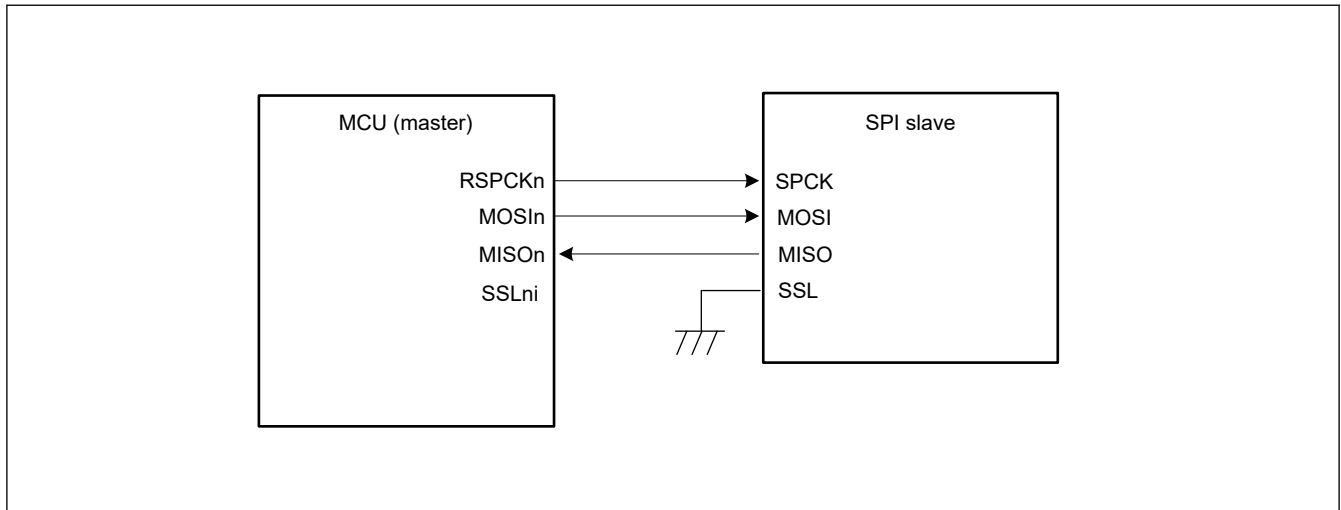 MCU (master)
RSPCKn
MOSIn
MISOn
SSLni
SPI slave
SPCK
MOSI
MISO
SSL